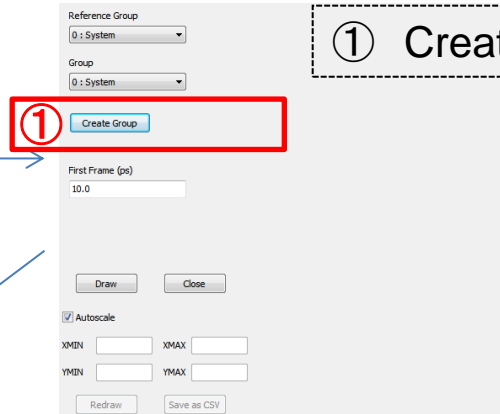 Reference Group
0 : System
Group
0 : System
① Create Group
First Frame (ps)
10.0
Draw Close
Autoscale
XMIN XMAX
YMIN YMAX
Redraw Save as CSV
①